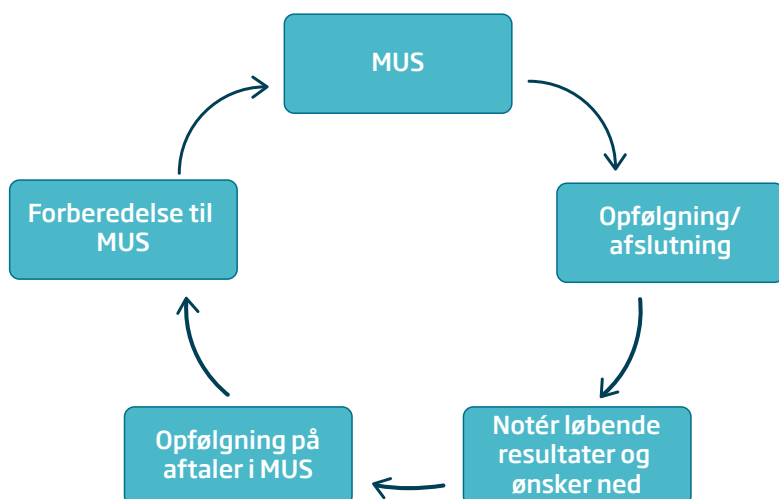 MUS
Opfølgning/
afslutning
Notér løbende
resultater og
ønsker ned
Opfølgning på
aftaler i MUS
Forberedelse til
MUS